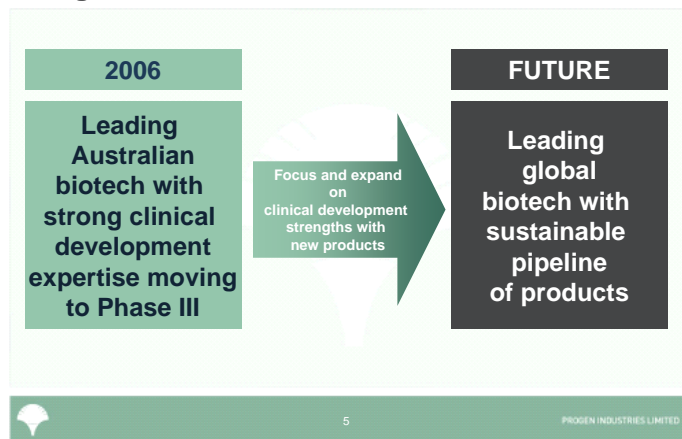 2006
Leading
Australian
biotech with
strong clinical
development
expertise moving
to Phase III
Focus and expand
on
clinical development
strengths with
new products
FUTURE
Leading
global
biotech with
sustainable
pipeline
of products
5
PROGEN INDUSTRIES LIMITED